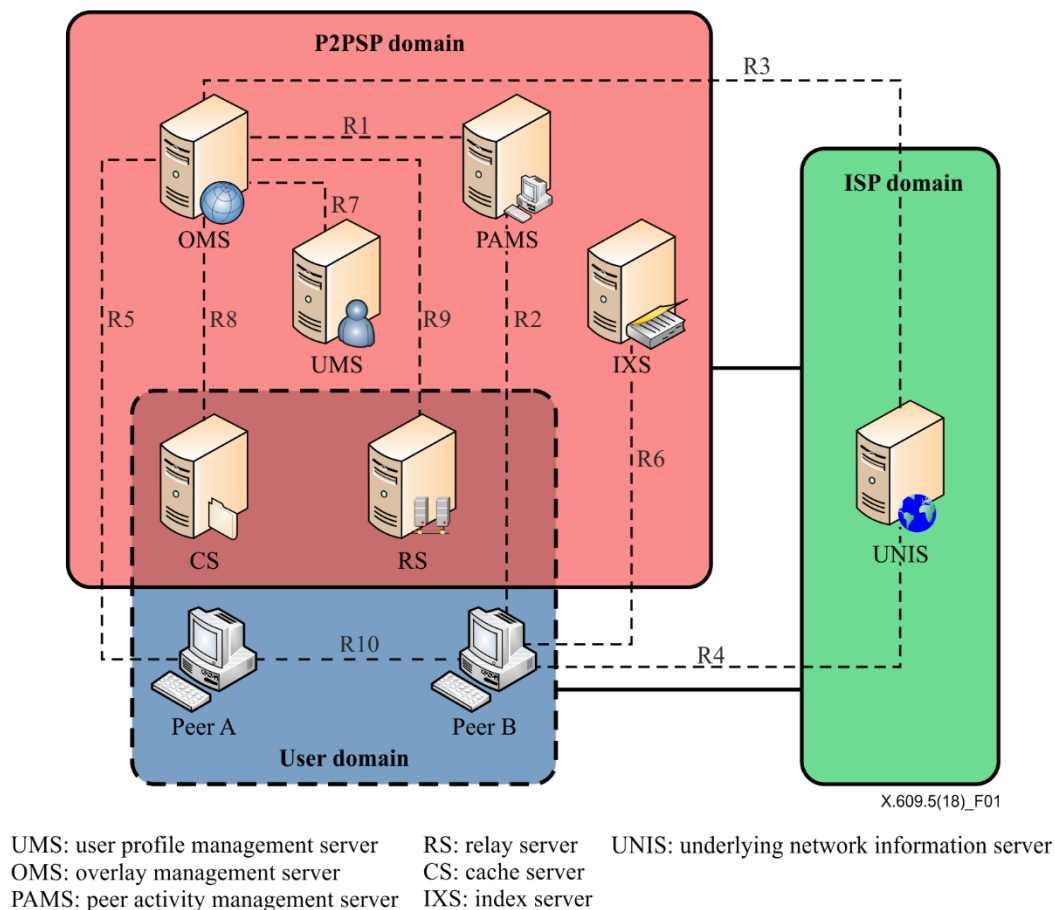 P2PSP domain
R3
R1
ISP domain
R7
OMS
PAMS
R5
R8
R9
R2
UMS
IXS
R6
CS
RS
UNIS
R10
R4
Peer A
Peer B
User domain
X.609.5(18)_F01
UMS: user profile management server
RS: relay server
UNIS: underlying network information server
OMS: overlay management server
CS: cache server
PAMS: peer activity management server
IXS: index server